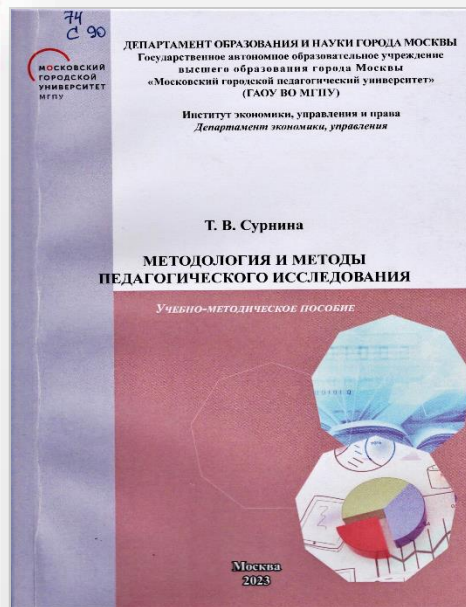 74
С 90
МОСКОВСКИЙ
ГОРОДСКОЙ
УНИВЕРСИТЕТ
МГПУ
ДЕПАРТАМЕНТ ОБРАЗОВАНИЯ И НАУКИ ГОРОДА МОСКВЫ
Государственное автономное образовательное учреждение
высшего образования города Москвы
«Московский городской педагогический университет»
(ГАОУ ВО МГПУ)
Институт экономики, управления и права
Департамент экономики, управления
Т. В. Сурнина
МЕТОДОЛОГИЯ И МЕТОДЫ
ПЕДАГОГИЧЕСКОГО ИССЛЕДОВАНИЯ
УЧЕБНО-МЕТОДИЧЕСКОЕ ПОСОБИЕ
Москва
2023